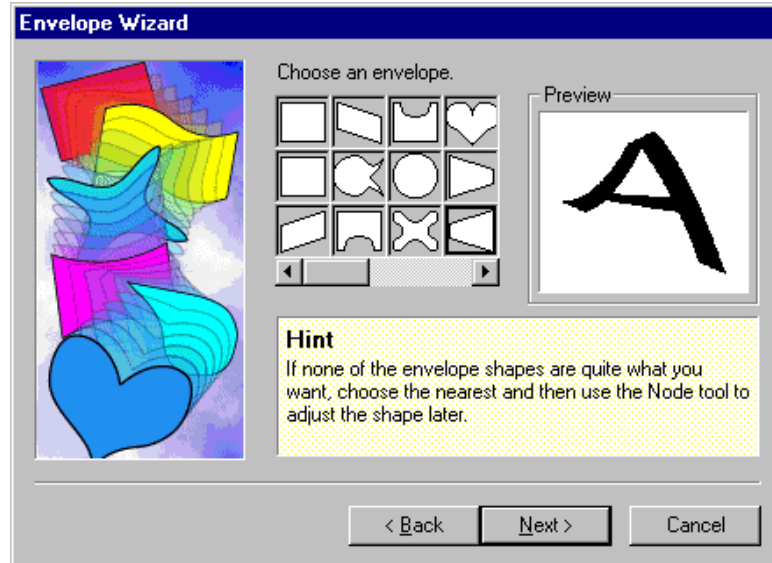 Envelope Wizard
Choose an envelope.
Preview
A
Hint
If none of the envelope shapes are quite what you
want, choose the nearest and then use the Node tool to
adjust the shape later.
< Back
Next >
Cancel